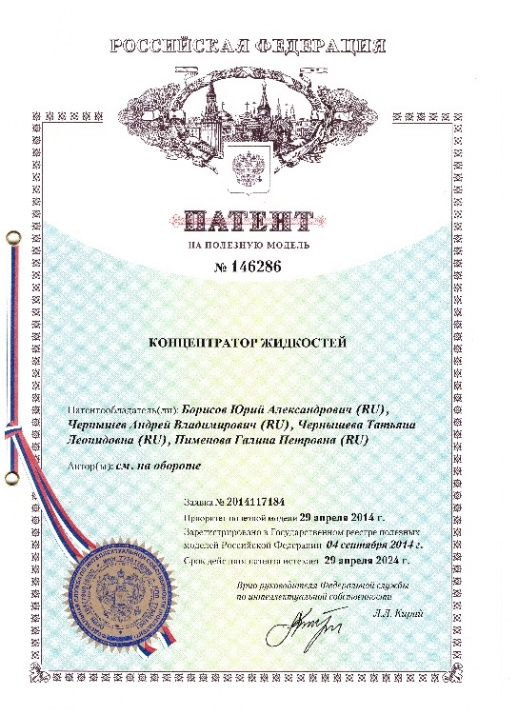 РОССИЙСКАЯ ФЕДЕРАЦИЯ
ПАТЕНТ
НА ПОЛЕЗНУЮ МОДЕЛЬ
№ 146286
КОНЦЕНТРАТОР ЖИДКОСТЕЙ
Патентообладатель(ли): Борисов Юрий Александрович (RU),
Чернышев Андрей Владимирович (RU), Чернышева Татьяна
Леонидовна (RU), Пименова Галина Петровна (RU)
Автор(ы): см. на обороте
Заявка № 2014117184
Приоритет полезной модели 29 апреля 2014 г.
Зарегистрировано в Государственном реестре полезных
моделей Российской Федерации 04 сентября 2014 г.
Срок действия патента истекает 29 апреля 2024 г.
Врио руководителя Федеральной службы
по интеллектуальной собственности
Л.Л. Кирий